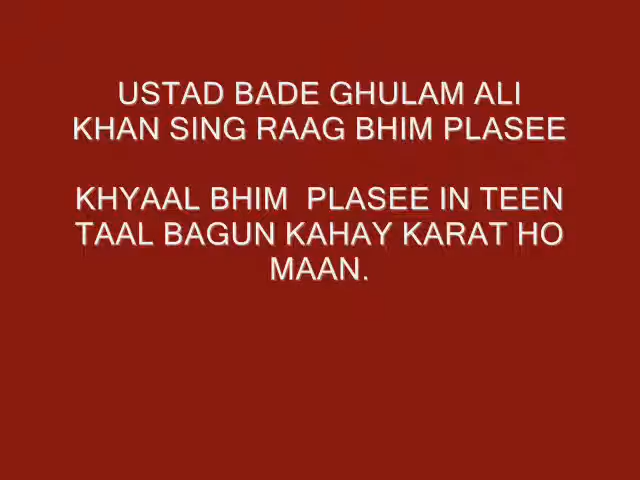 USTAD BADE GHULAM ALI
KHAN SING RAAG BHIM PLASEE
KHYAAL BHIM  PLASEE IN TEEN
TAAL BAGUN KAHAY KARAT HO
MAAN.